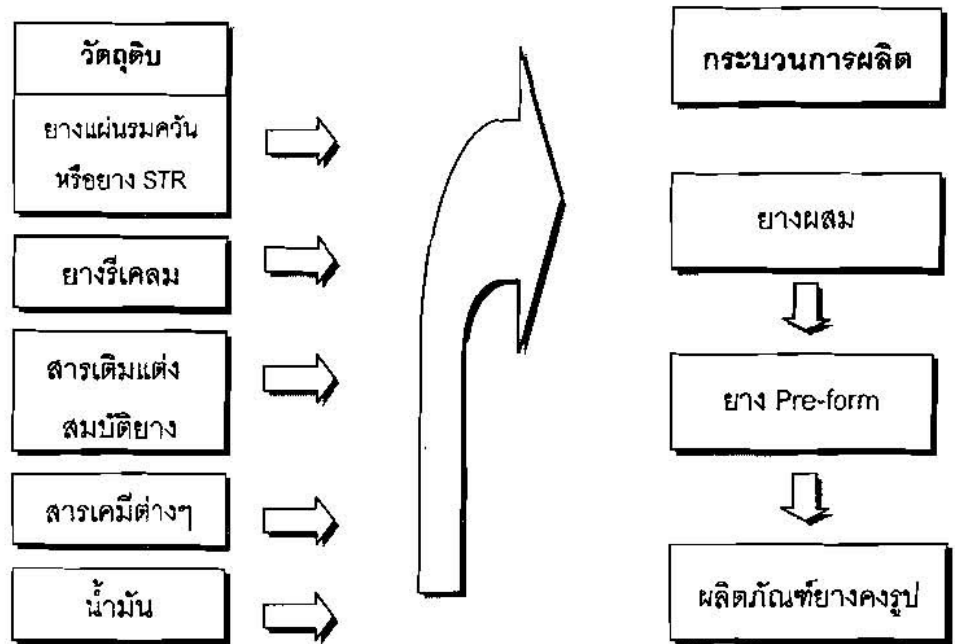 วัตถุดิบ
ยางแผ่นรมควัน
หรือยาง STR
ยางรีเคลม
สารเติมแต่ง
สมบัติยาง
สารเคมีต่างๆ
น้ำมัน
กระบวนการผลิต
ยางผสม
ยาง Pre-form
ผลิตภัณฑ์ยางคงรูป